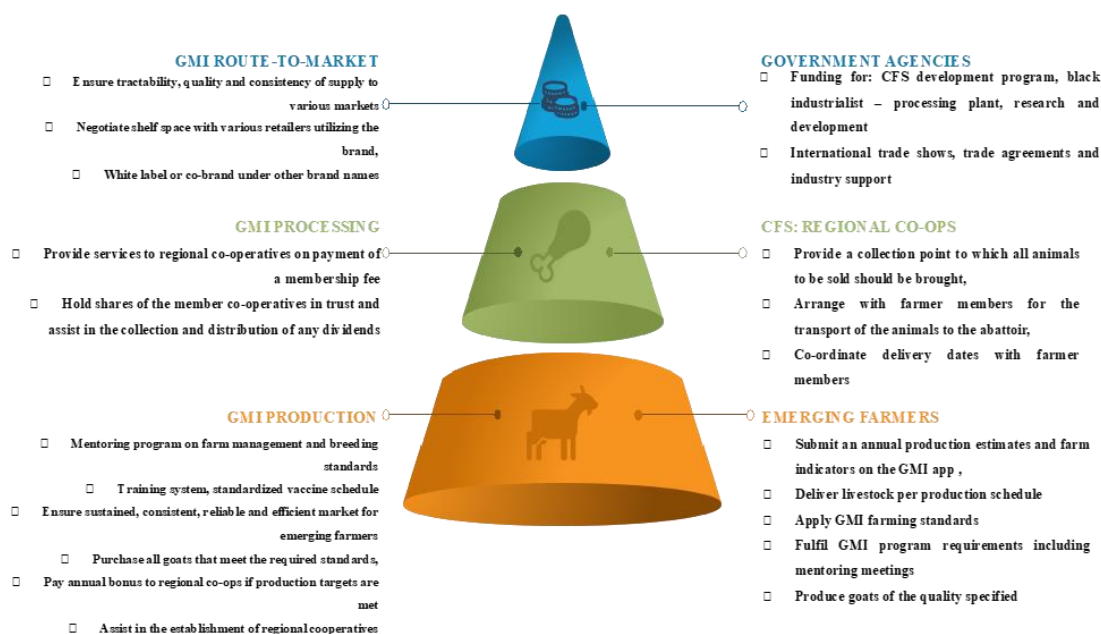 GMI ROUTE-TO-MARKET
Ensure tractability, quality and consistency of supply to
various markets
Negotiate shelf space with various retailers utilizing the
brand,
White label or co-brand under other brand names
GOVERNMENT AGENCIES
Funding for: CFS development program, black
industrialist – processing plant, research and
development
International trade shows, trade agreements and
industry support
GMI PROCESSING
Provide services to regional co-operatives on payment of
a membership fee
Hold shares of the member co-operatives in trust and
assist in the collection and distribution of any dividends
CFS: REGIONAL CO-OPS
Provide a collection point to which all animals
to be sold should be brought,
Arrange with farmer members for the
transport of the animals to the abattoir,
Co-ordinate delivery dates with farmer
members
GMI PRODUCTION
Mentoring program on farm management and breeding
standards
Training system, standardized vaccine schedule
Ensure sustained, consistent, reliable and efficient market for
emerging farmers
Purchase all goats that meet the required standards,
Pay annual bonus to regional co-ops if production targets are
met
Assist in the establishment of regional cooperatives
EMERGING FARMERS
Submit an annual production estimates and farm
indicators on the GMI app ,
Deliver livestock per production schedule
Apply GMI farming standards
Fulfil GMI program requirements including
mentoring meetings
Produce goats of the quality specified